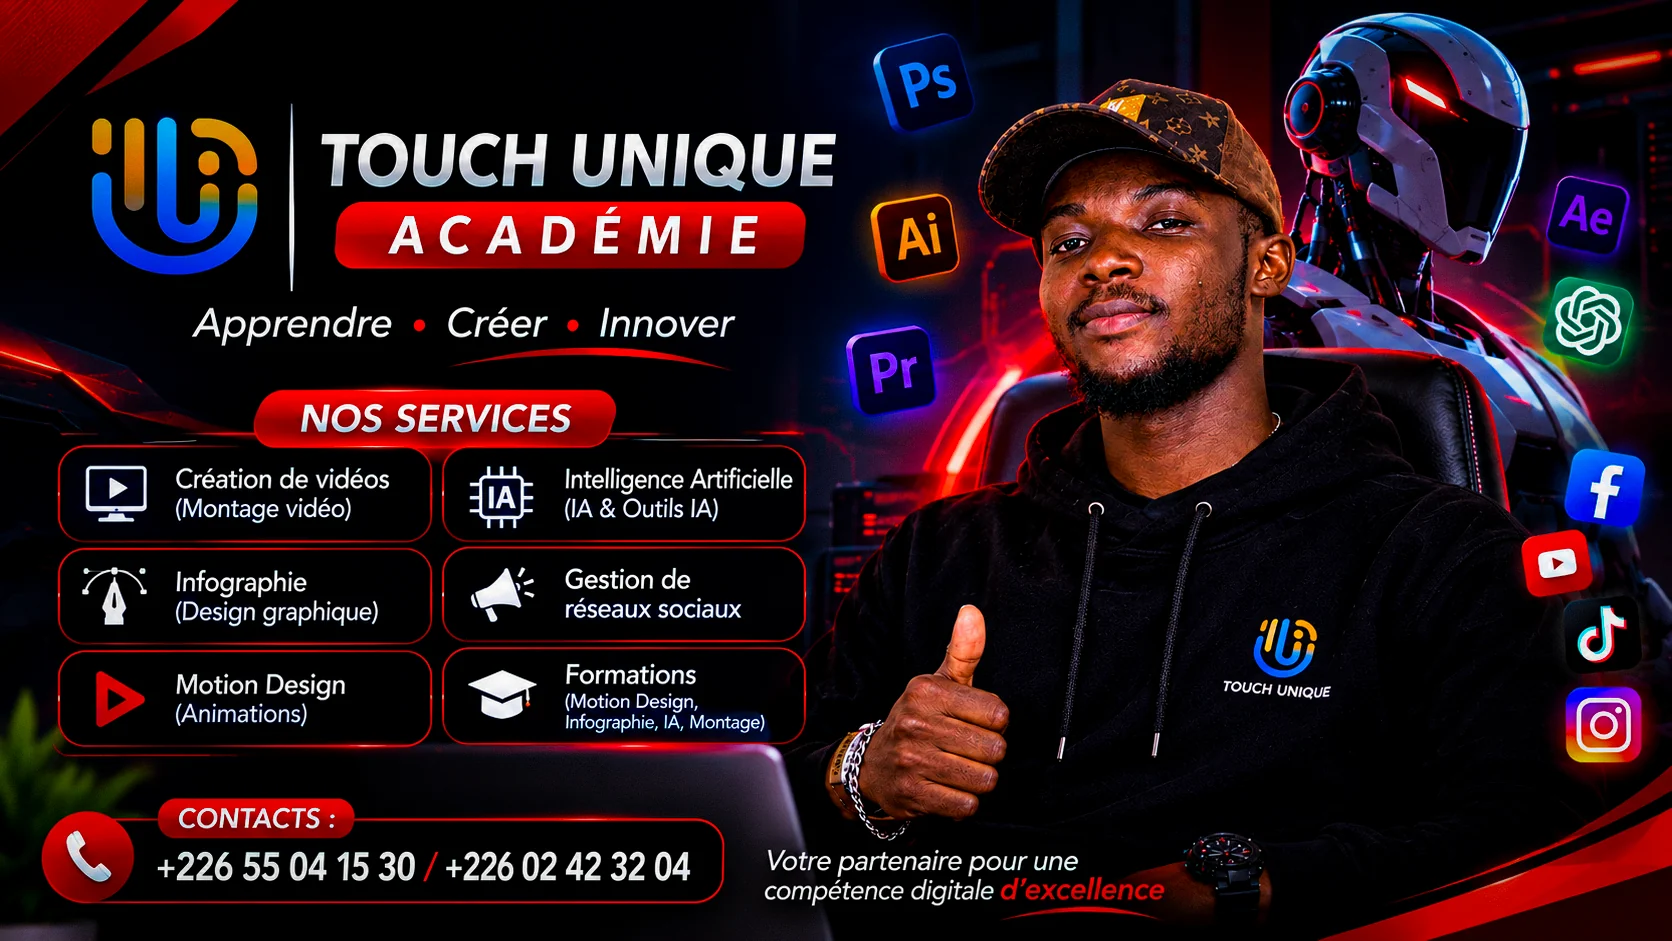 TOUCH UNIQUE
ACADÉMIE
Apprendre • Créer • Innover
NOS SERVICES
Création de vidéos
(Montage vidéo)
IA
Intelligence Artificielle
(IA & Outils IA)
Infographie
(Design graphique)
Gestion de
réseaux sociaux
Motion Design
(Animations)
Formations
(Motion Design,
Infographie, IA, Montage)
CONTACTS :
+226 55 04 15 30 / +226 02 42 32 04
Votre partenaire pour une
compétence digitale d'excellence
Ps
Ai
Pr
Ae
TOUCH UNIQUE